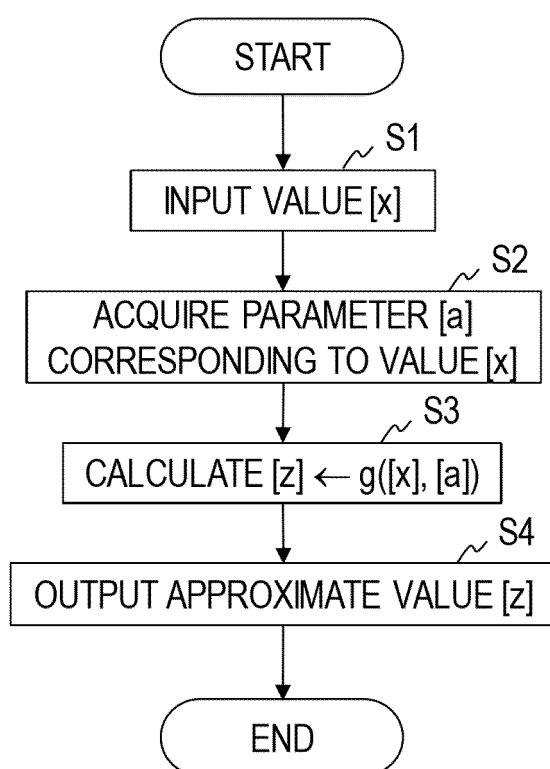 START
S1
INPUT VALUE [x]
S2
ACQUIRE PARAMETER [a]
CORRESPONDING TO VALUE [x]
S3
CALCULATE [z] ← g([x], [a])
S4
OUTPUT APPROXIMATE VALUE [z]
END